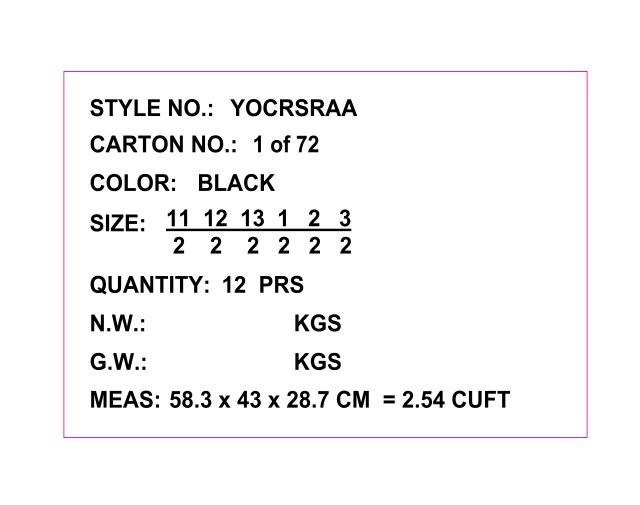 STYLE NO.: YOCRSRAA
CARTON NO.: 1 of 72
COLOR: BLACK
SIZE: 11 12 13 1 2 3
2 2 2 2 2 2
QUANTITY: 12 PRS
N.W.: KGS
G.W.: KGS
MEAS: 58.3 x 43 x 28.7 CM = 2.54 CUFT